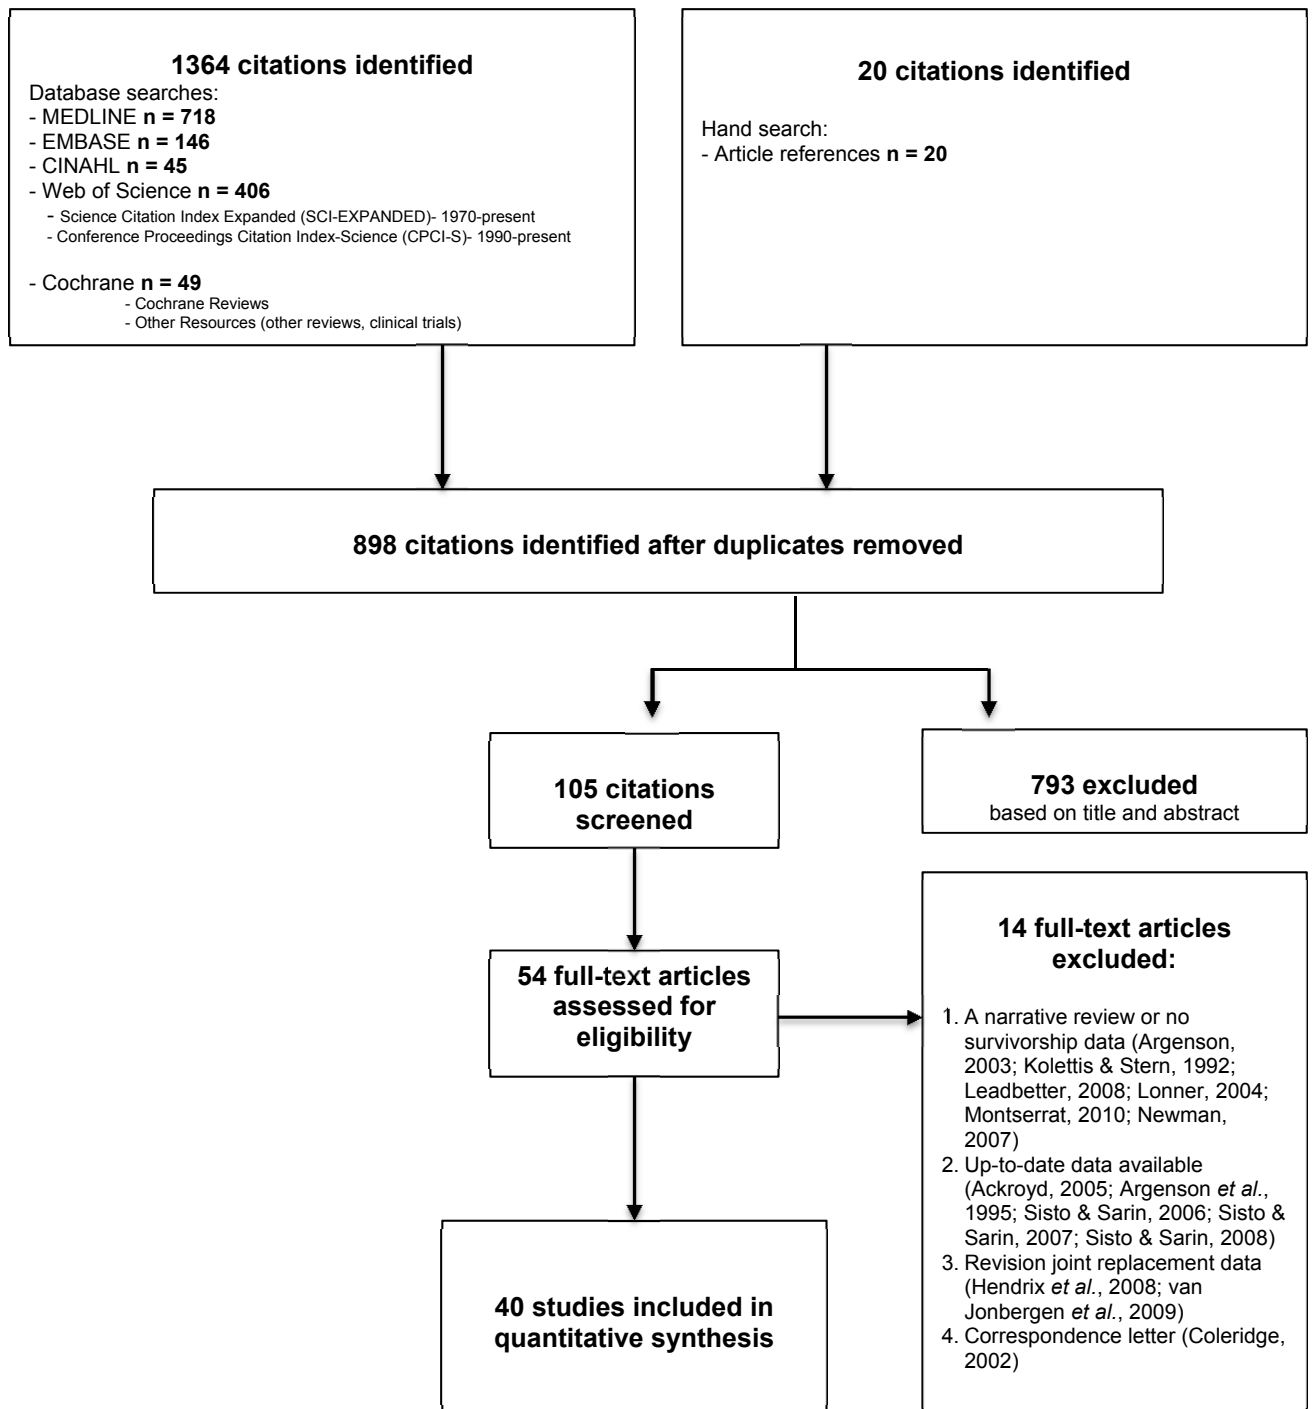 1364 citations identified
Database searches:
- MEDLINE n = 718
- EMBASE n = 146
- CINAHL n = 45
- Web of Science n = 406
- Science Citation Index Expanded (SCI-EXPANDED)- 1970-present
- Conference Proceedings Citation Index-Science (CPCI-S)- 1990-present
- Cochrane n = 49
- Cochrane Reviews
- Other Resources (other reviews, clinical trials)
20 citations identified
Hand search:
- Article references n = 20
898 citations identified after duplicates removed
105 citations
screened
793 excluded
based on title and abstract
54 full-text articles
assessed for
eligibility
14 full-text articles
excluded:
1. A narrative review or no
survivorship data (Argenson,
2003; Kolettis & Stern, 1992;
Leadbetter, 2008; Lonner, 2004;
Montserrat, 2010; Newman,
2007)
2. Up-to-date data available
(Ackroyd, 2005; Argenson et al.,
1995; Sisto & Sarin, 2006; Sisto &
Sarin, 2007; Sisto & Sarin, 2008)
3. Revision joint replacement data
(Hendrix et al., 2008; van
Jonbergen et al., 2009)
4. Correspondence letter (Coleridge,
2002)
40 studies included in
quantitative synthesis